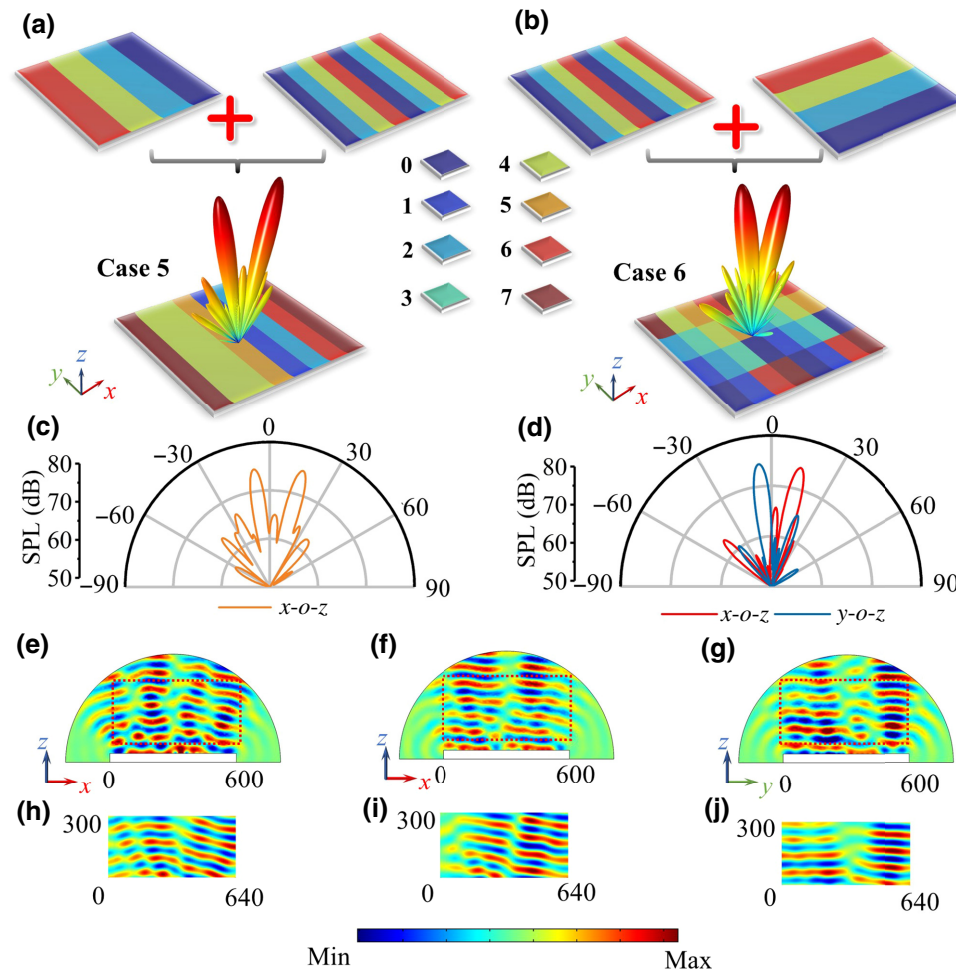 (a)
(b)
0 4
1 5
2 6
3 7
Case 5
Case 6
z
y
x
z
y
x
(c)
0
−30 30
−60 60
−90 90
80
70
60
50
SPL (dB)
x-o-z
(d)
0
−30 30
−60 60
−90 90
80
70
60
50
SPL (dB)
x-o-z y-o-z
(e)
z
x
0 600
(f)
z
x
0 600
(g)
z
y
0 600
(h)
300
0 640
(i)
300
0 640
(j)
300
0 640
Min Max